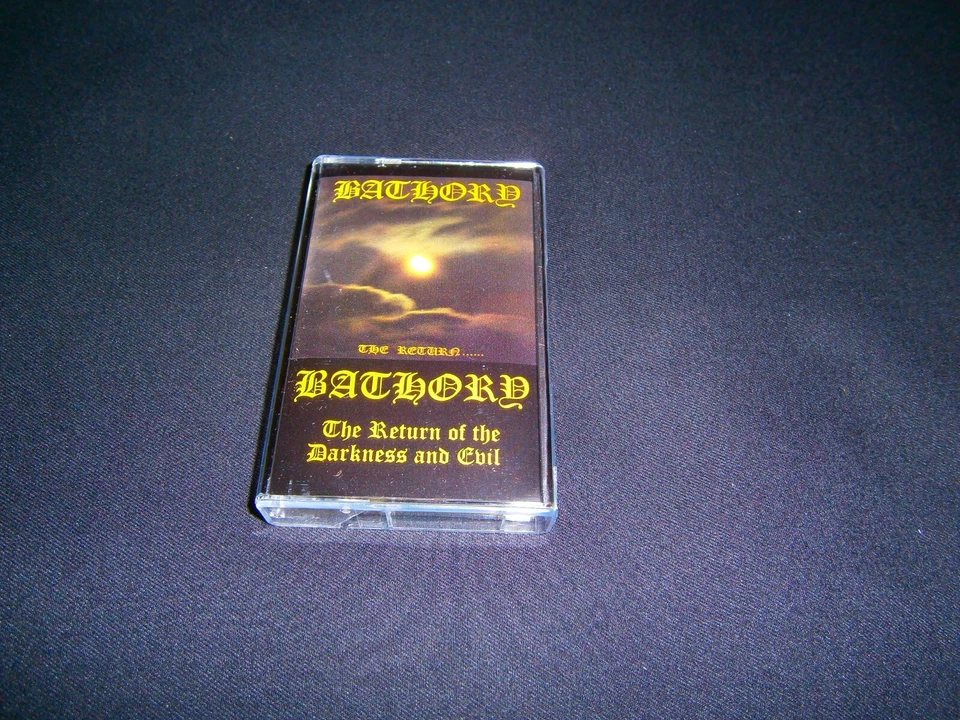 BATHORY
THE RETURN......
BATHORY
The Return of the
Darkness and Evil